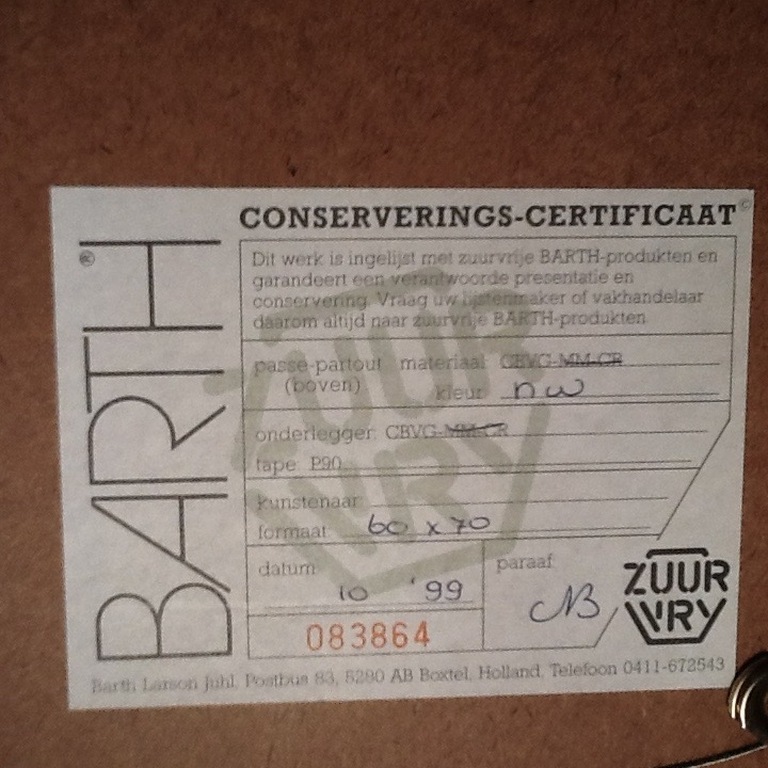 CONSERVERINGS-CERTIFICAAT©
BARTH®
Dit werk is ingelijst met zuurvrije BARTH-produkten en
garandeert een verantwoorde presentatie en
conservering. Vraag uw lijstenmaker of vakhandelaar
daarom altijd naar zuurvrije BARTH-produkten
passe-partout materiaal: CBVG-MM-CR
(boven) kleur: nw
onderlegger: CBVG-MM-CR
tape: P90
kunstenaar:
formaat: 60 x 70
datum: paraaf:
10 '99 NB
083864
ZUUR
VRY
ZUUR
VRY
Barth Larson Juhl, Postbus 83, 5280 AB Boxtel, Holland, Telefoon 0411-672543